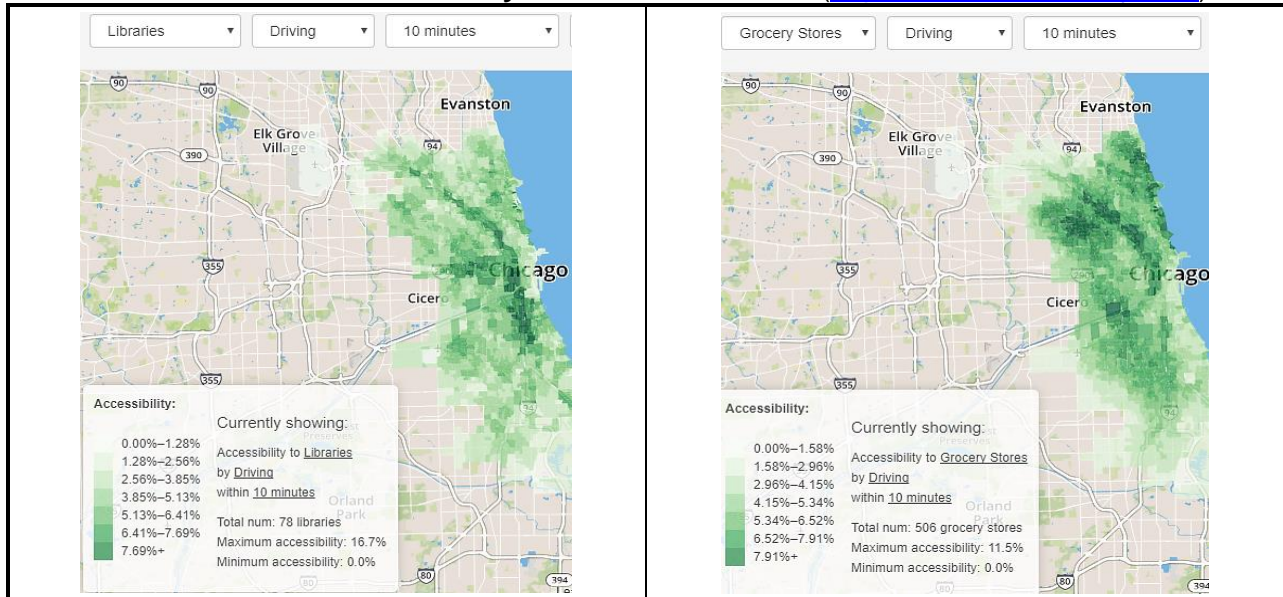 Libraries ▼ Driving ▼ 10 minutes ▼
90
90
Evanston
Elk Grove
Village
94
390
355
Chicago
Cicero
355
Accessibility:
0.00%–1.28%
1.28%–2.56%
2.56%–3.85%
3.85%–5.13%
5.13%–6.41%
6.41%–7.69%
7.69%+
Currently showing:
Accessibility to Libraries
by Driving
within 10 minutes
Total num: 78 libraries
Maximum accessibility: 16.7%
Minimum accessibility: 0.0%
Preserves
Orland
Park
94
80
80
394
Grocery Stores ▼ Driving ▼ 10 minutes ▼
90
90
Evanston
Elk Grove
Village
94
390
355
Chicago
Cicero
355
Accessibility:
0.00%–1.58%
1.58%–2.96%
2.96%–4.15%
4.15%–5.34%
5.34%–6.52%
6.52%–7.91%
7.91%+
Currently showing:
Accessibility to Grocery Stores
by Driving
within 10 minutes
Total num: 506 grocery stores
Maximum accessibility: 11.5%
Minimum accessibility: 0.0%
Preserves
Orland
Park
94
80
80
394